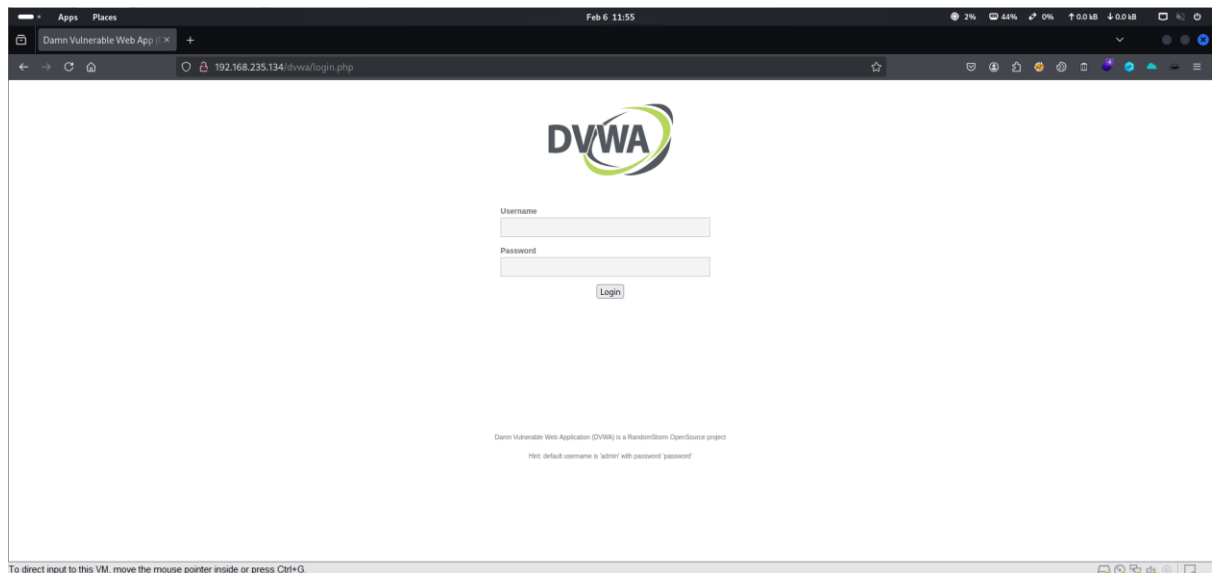 Apps Places Feb 6 11:55 2% 44% 0% ↑0.0 kB ↓0.0 kB
Damn Vulnerable Web App (
192.168.235.134/dvwa/login.php
DVWA
Username
Password
Login
Damn Vulnerable Web Application (DVWA) is a RandomStorm OpenSource project
Hint: default username is 'admin' with password 'password'
To direct input to this VM, move the mouse pointer inside or press Ctrl+G.